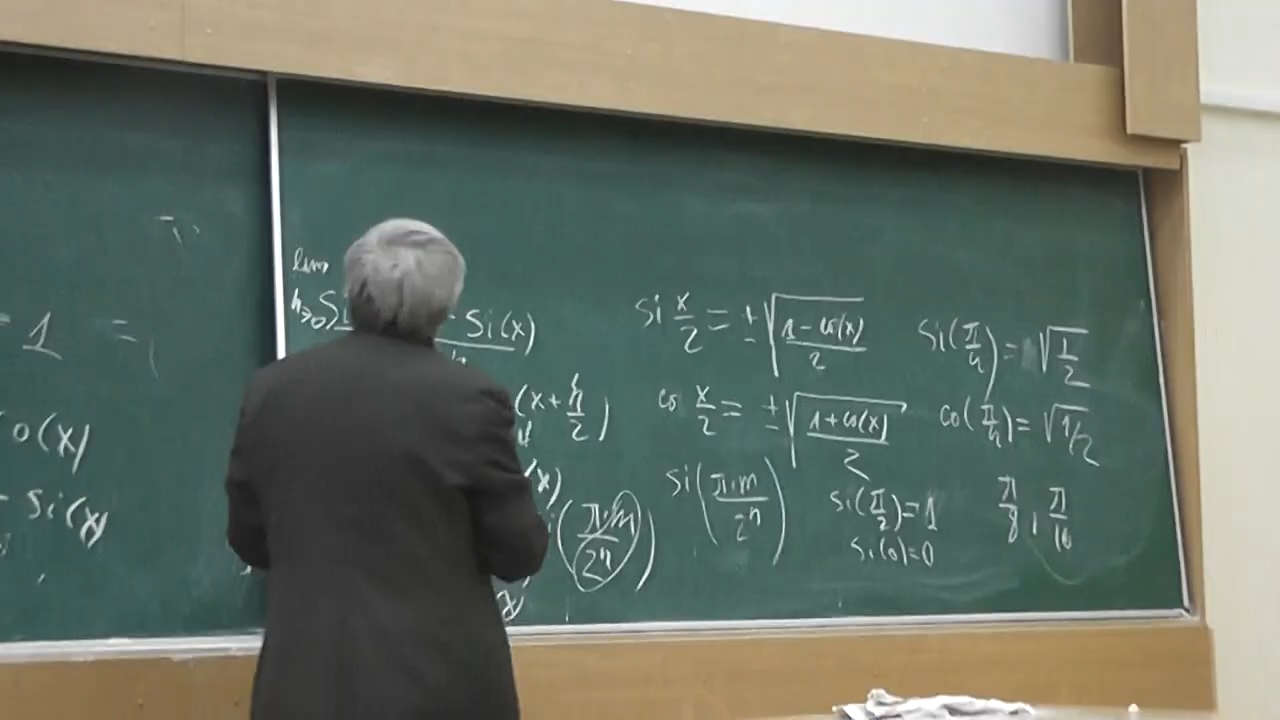 = 1 =
o(x)
- Si(x)
lim
h→0 Si - Si(x)
(x + h/2)
(x)
i(π·m/2^n)
Si x/2 = ±√((1 - co(x))/2)
co x/2 = ±√((1 + co(x))/2)
Si(π·m/2^n)
Si(π/2) = 1
Si(0) = 0
Si(π/4) = √(1/2)
co(π/4) = √(1/2)
π/8, π/16